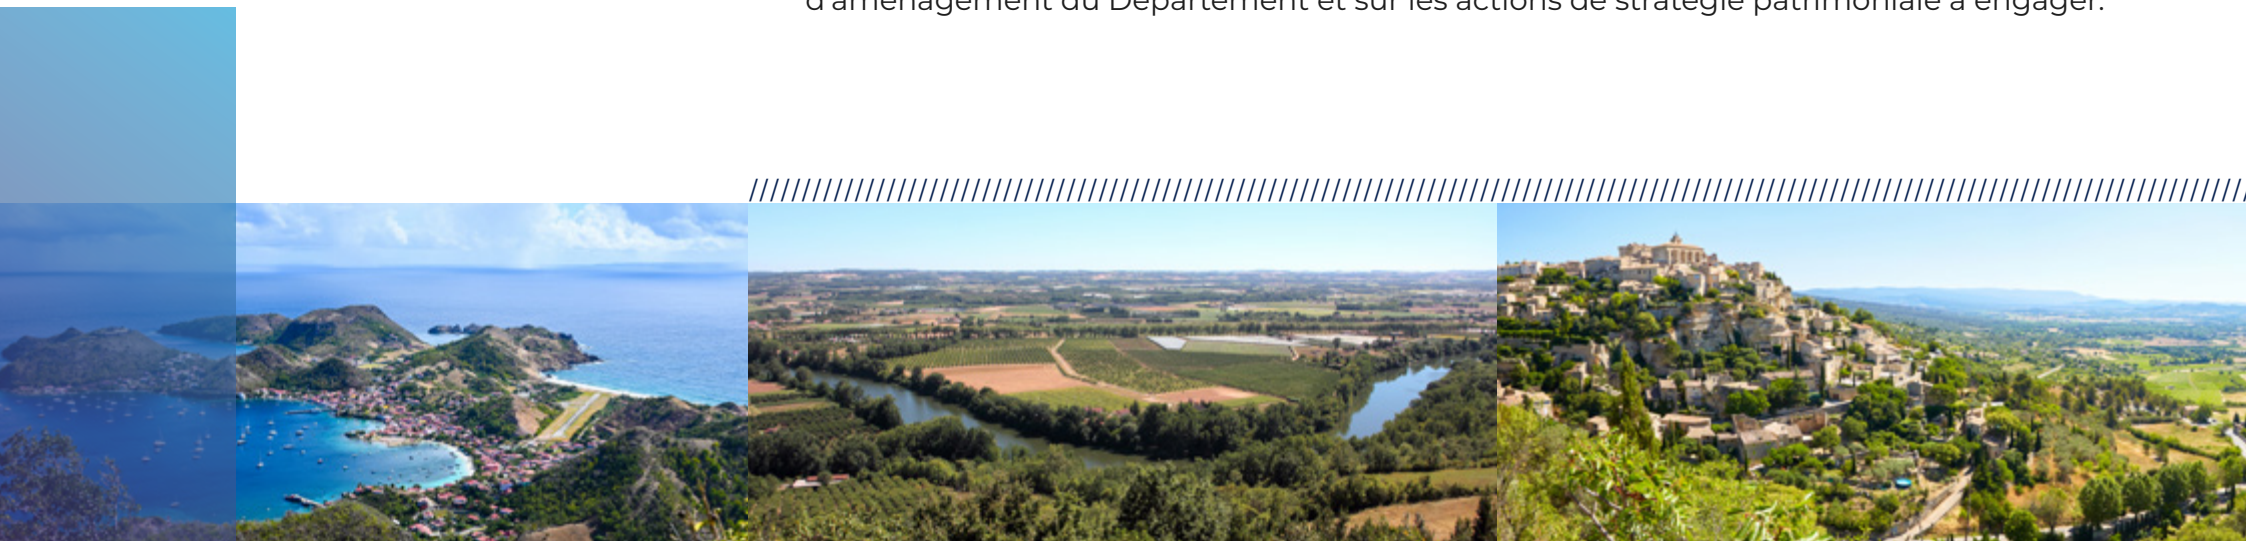 d'aménagement du Département et sur les actions de stratégie patrimoniale à engager.